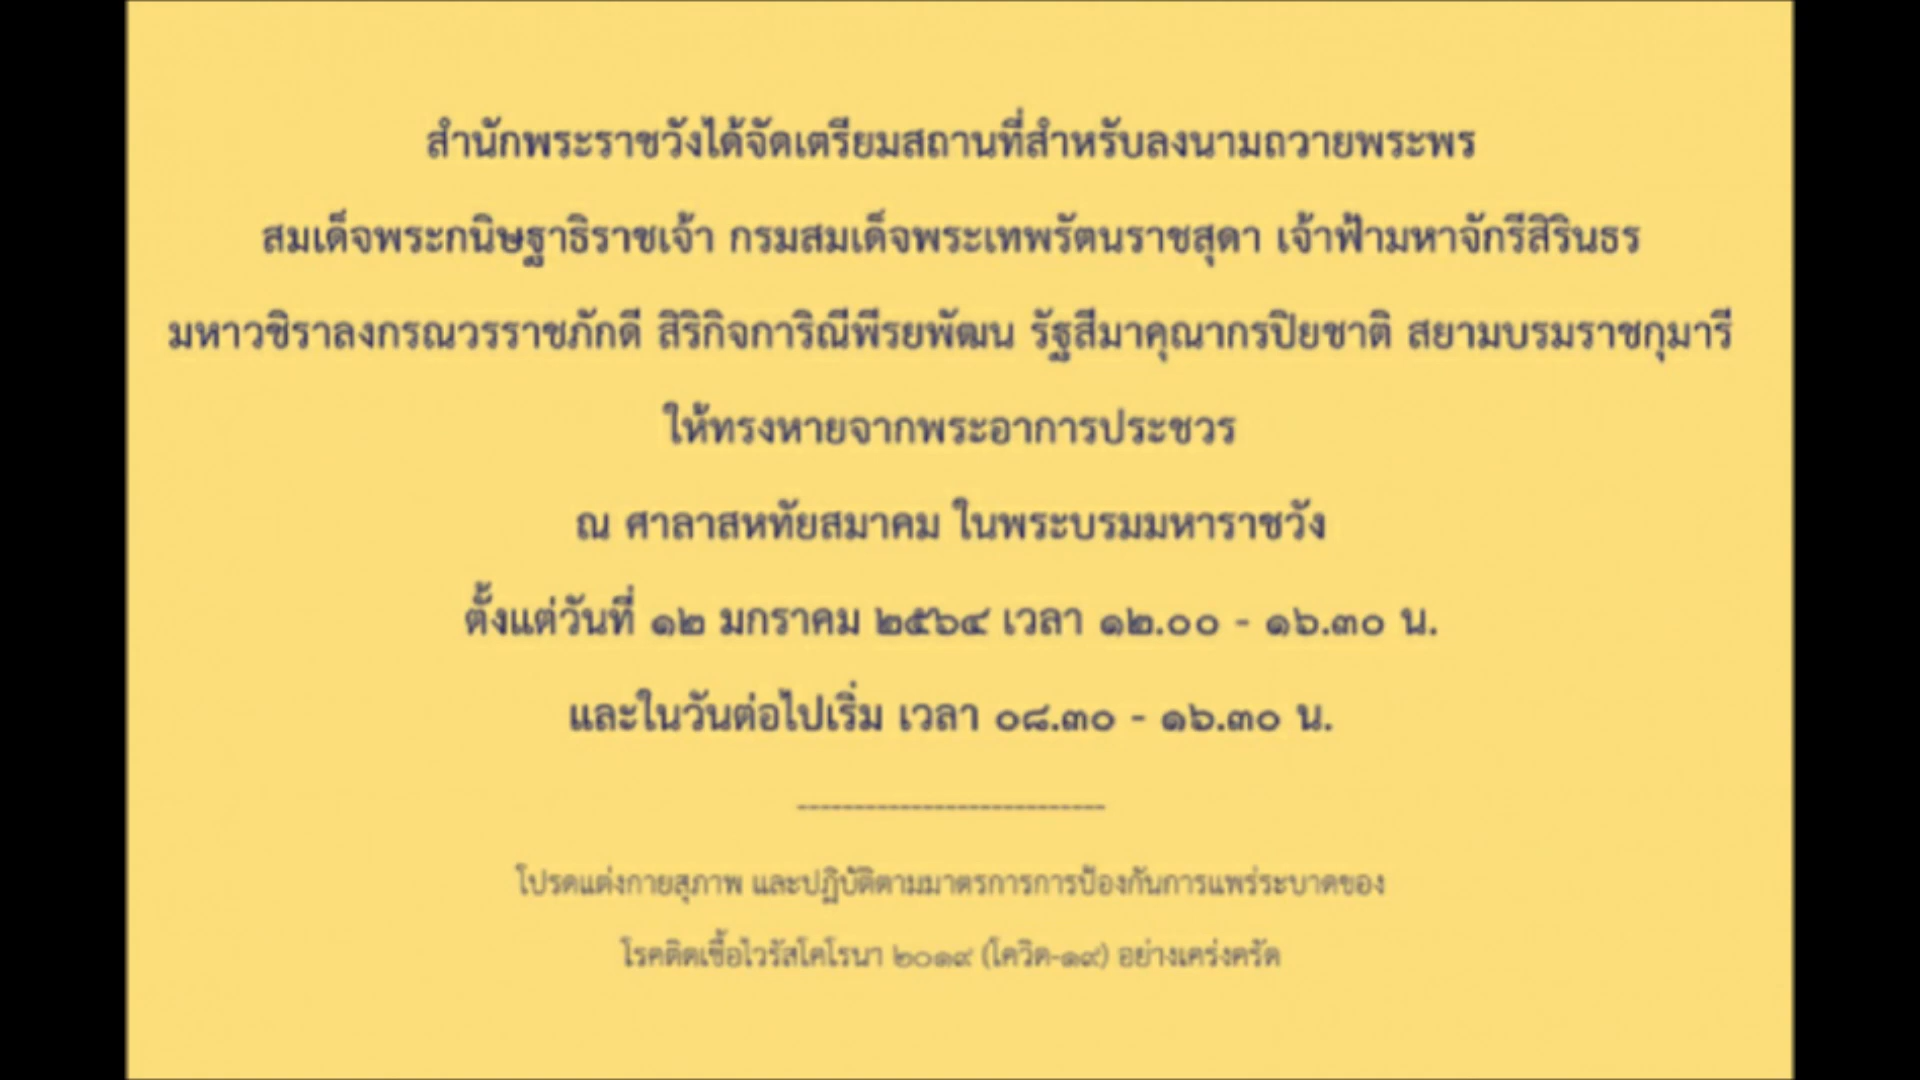 สำนักพระราชวังได้จัดเตรียมสถานที่สำหรับลงนามถวายพระพร
สมเด็จพระกนิษฐาธิราชเจ้า กรมสมเด็จพระเทพรัตนราชสุดา เจ้าฟ้ามหาจักรีสิรินธร
มหาวชิราลงกรณวรราชภักดี สิริกิจการิณีพีรยพัฒน รัฐสีมาคุณากรปิยชาติ สยามบรมราชกุมารี
ให้ทรงหายจากพระอาการประชวร
ณ ศาลาสหทัยสมาคม ในพระบรมมหาราชวัง
ตั้งแต่วันที่ ๑๒ มกราคม ๒๕๖๔ เวลา ๑๒.๐๐ - ๑๖.๓๐ น.
และในวันต่อไปเริ่ม เวลา ๐๘.๓๐ - ๑๖.๓๐ น.
---------------------------
โปรดแต่งกายสุภาพ และปฏิบัติตามมาตรการการป้องกันการแพร่ระบาดของ
โรคติดเชื้อไวรัสโคโรนา ๒๐๑๙ (โควิด-๑๙) อย่างเคร่งครัด